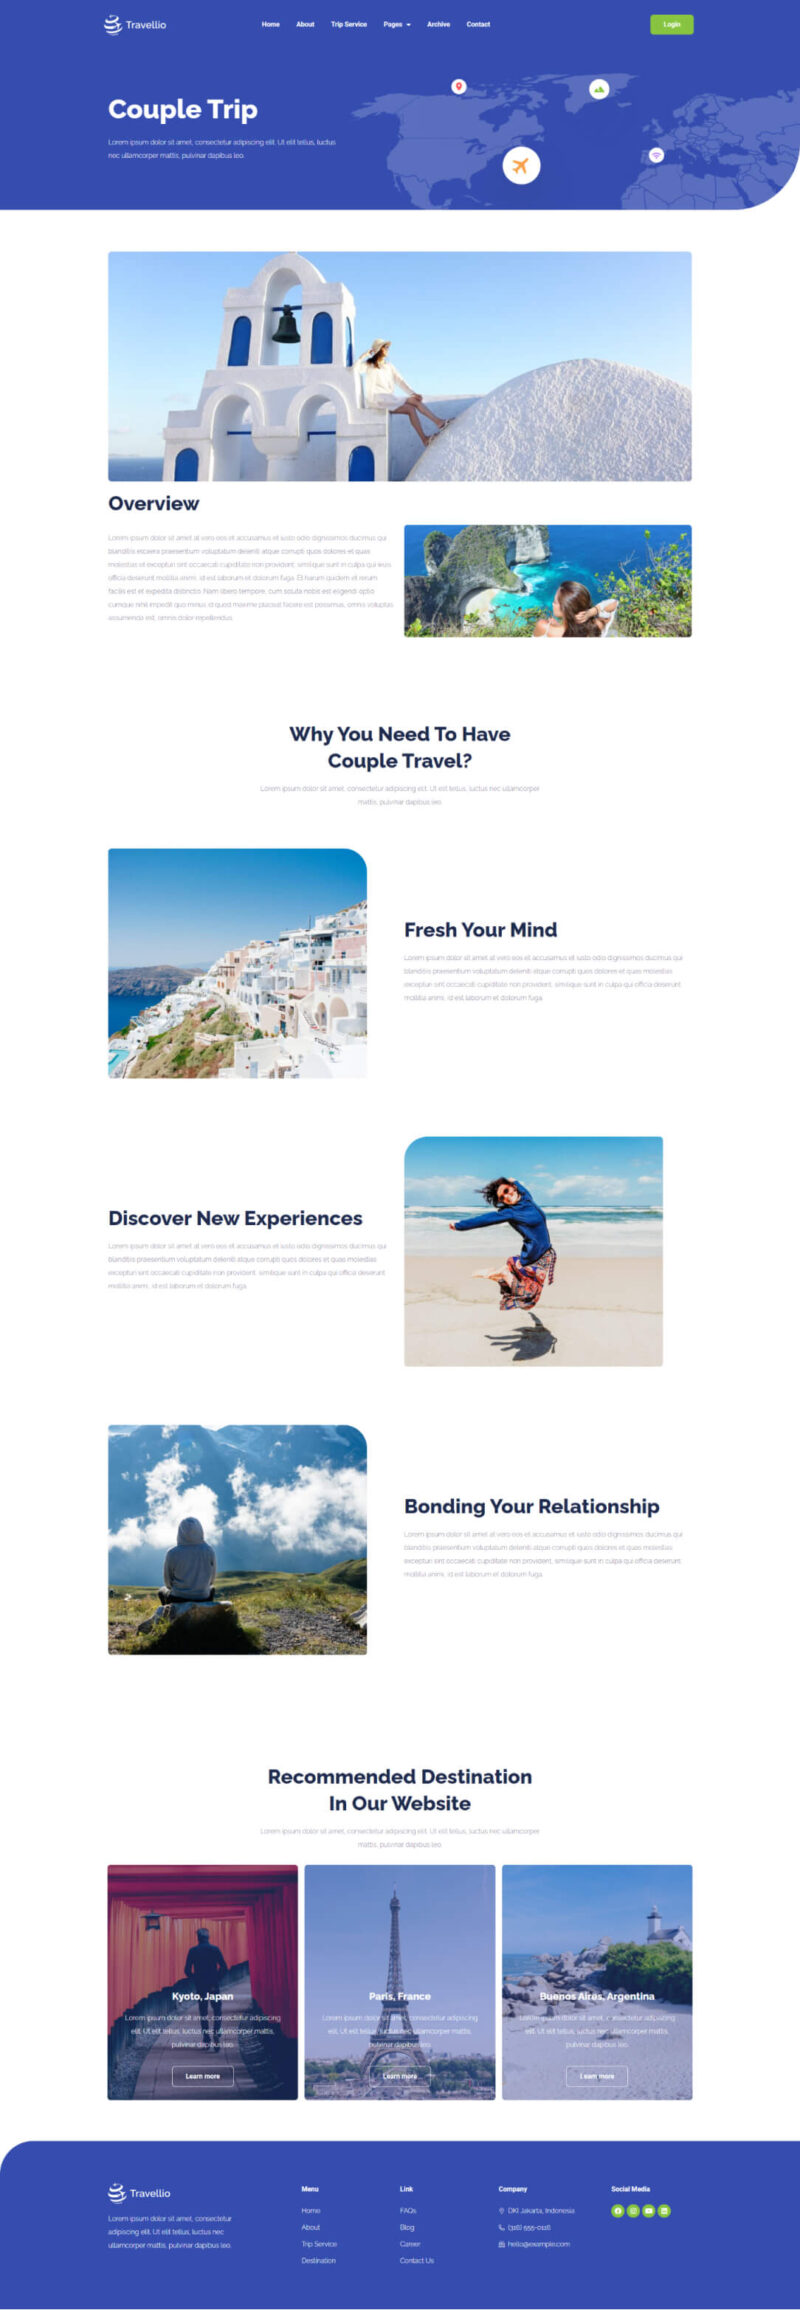 Travellio
Home About Trip Service Pages Archive Contact
Login
Couple Trip
Lorem ipsum dolor sit amet, consectetur adipiscing elit. Ut elit tellus, luctus
nec ullamcorper mattis, pulvinar dapibus leo.
Overview
Lorem ipsum dolor sit amet at vero eos et accusamus et iusto odio dignissimos ducimus qui
blanditiis praesentium voluptatum deleniti atque corrupti quos dolores et quas
molestias et excepturi sint occaecati cupiditate non provident, similique sunt in culpa qui
officia deserunt mollitia animi, id est laborum et dolorum fuga. Et harum quidem et rerum
facilis est et expedita distinctio. Nam libero tempore, cum soluta nobis est eligendi optio
cumque nihil impedit quo minus id quod maxime placeat facere est possimus, omnis voluptas
assumenda est, omnis dolor repellendus.
Why You Need To Have
Couple Travel?
Lorem ipsum dolor sit amet, consectetur adipiscing elit. Ut elit tellus, luctus nec ullamcorper
mattis, pulvinar dapibus leo.
Fresh Your Mind
Lorem ipsum dolor sit amet at vero eos et accusamus et iusto odio dignissimos ducimus qui
blanditiis praesentium voluptatum deleniti atque corrupti quos dolores et quas molestias
excepturi sint occaecati cupiditate non provident, similique sunt in culpa qui officia deserunt
mollitia animi, id est laborum et dolorum fuga.
Discover New Experiences
Lorem ipsum dolor sit amet at vero eos et accusamus et iusto odio dignissimos ducimus qui
blanditiis praesentium voluptatum deleniti atque corrupti quos dolores et quas molestias
excepturi sint occaecati cupiditate non provident, similique sunt in culpa qui officia deserunt
mollitia animi, id est laborum et dolorum fuga.
Bonding Your Relationship
Lorem ipsum dolor sit amet at vero eos et accusamus et iusto odio dignissimos ducimus qui
blanditiis praesentium voluptatum deleniti atque corrupti quos dolores et quas molestias
excepturi sint occaecati cupiditate non provident, similique sunt in culpa qui officia deserunt
mollitia animi, id est laborum et dolorum fuga.
Recommended Destination
In Our Website
Lorem ipsum dolor sit amet, consectetur adipiscing elit. Ut elit tellus, luctus nec ullamcorper
mattis, pulvinar dapibus leo.
Kyoto, Japan
Lorem ipsum dolor sit amet, consectetur adipiscing
elit. Ut elit tellus, luctus nec ullamcorper mattis,
pulvinar dapibus leo.
Learn more
Paris, France
Lorem ipsum dolor sit amet, consectetur adipiscing
elit. Ut elit tellus, luctus nec ullamcorper mattis,
pulvinar dapibus leo.
Learn more
Buenos Aires, Argentina
Lorem ipsum dolor sit amet, consectetur adipiscing
elit. Ut elit tellus, luctus nec ullamcorper mattis,
pulvinar dapibus leo.
Learn more
Travellio
Lorem ipsum dolor sit amet, consectetur
adipiscing elit. Ut elit tellus, luctus nec
ullamcorper mattis, pulvinar dapibus leo.
Menu
Home
About
Trip Service
Destination
Link
FAQs
Blog
Career
Contact Us
Company
DKI Jakarta, Indonesia
(316) 555-0116
hello@example.com
Social Media